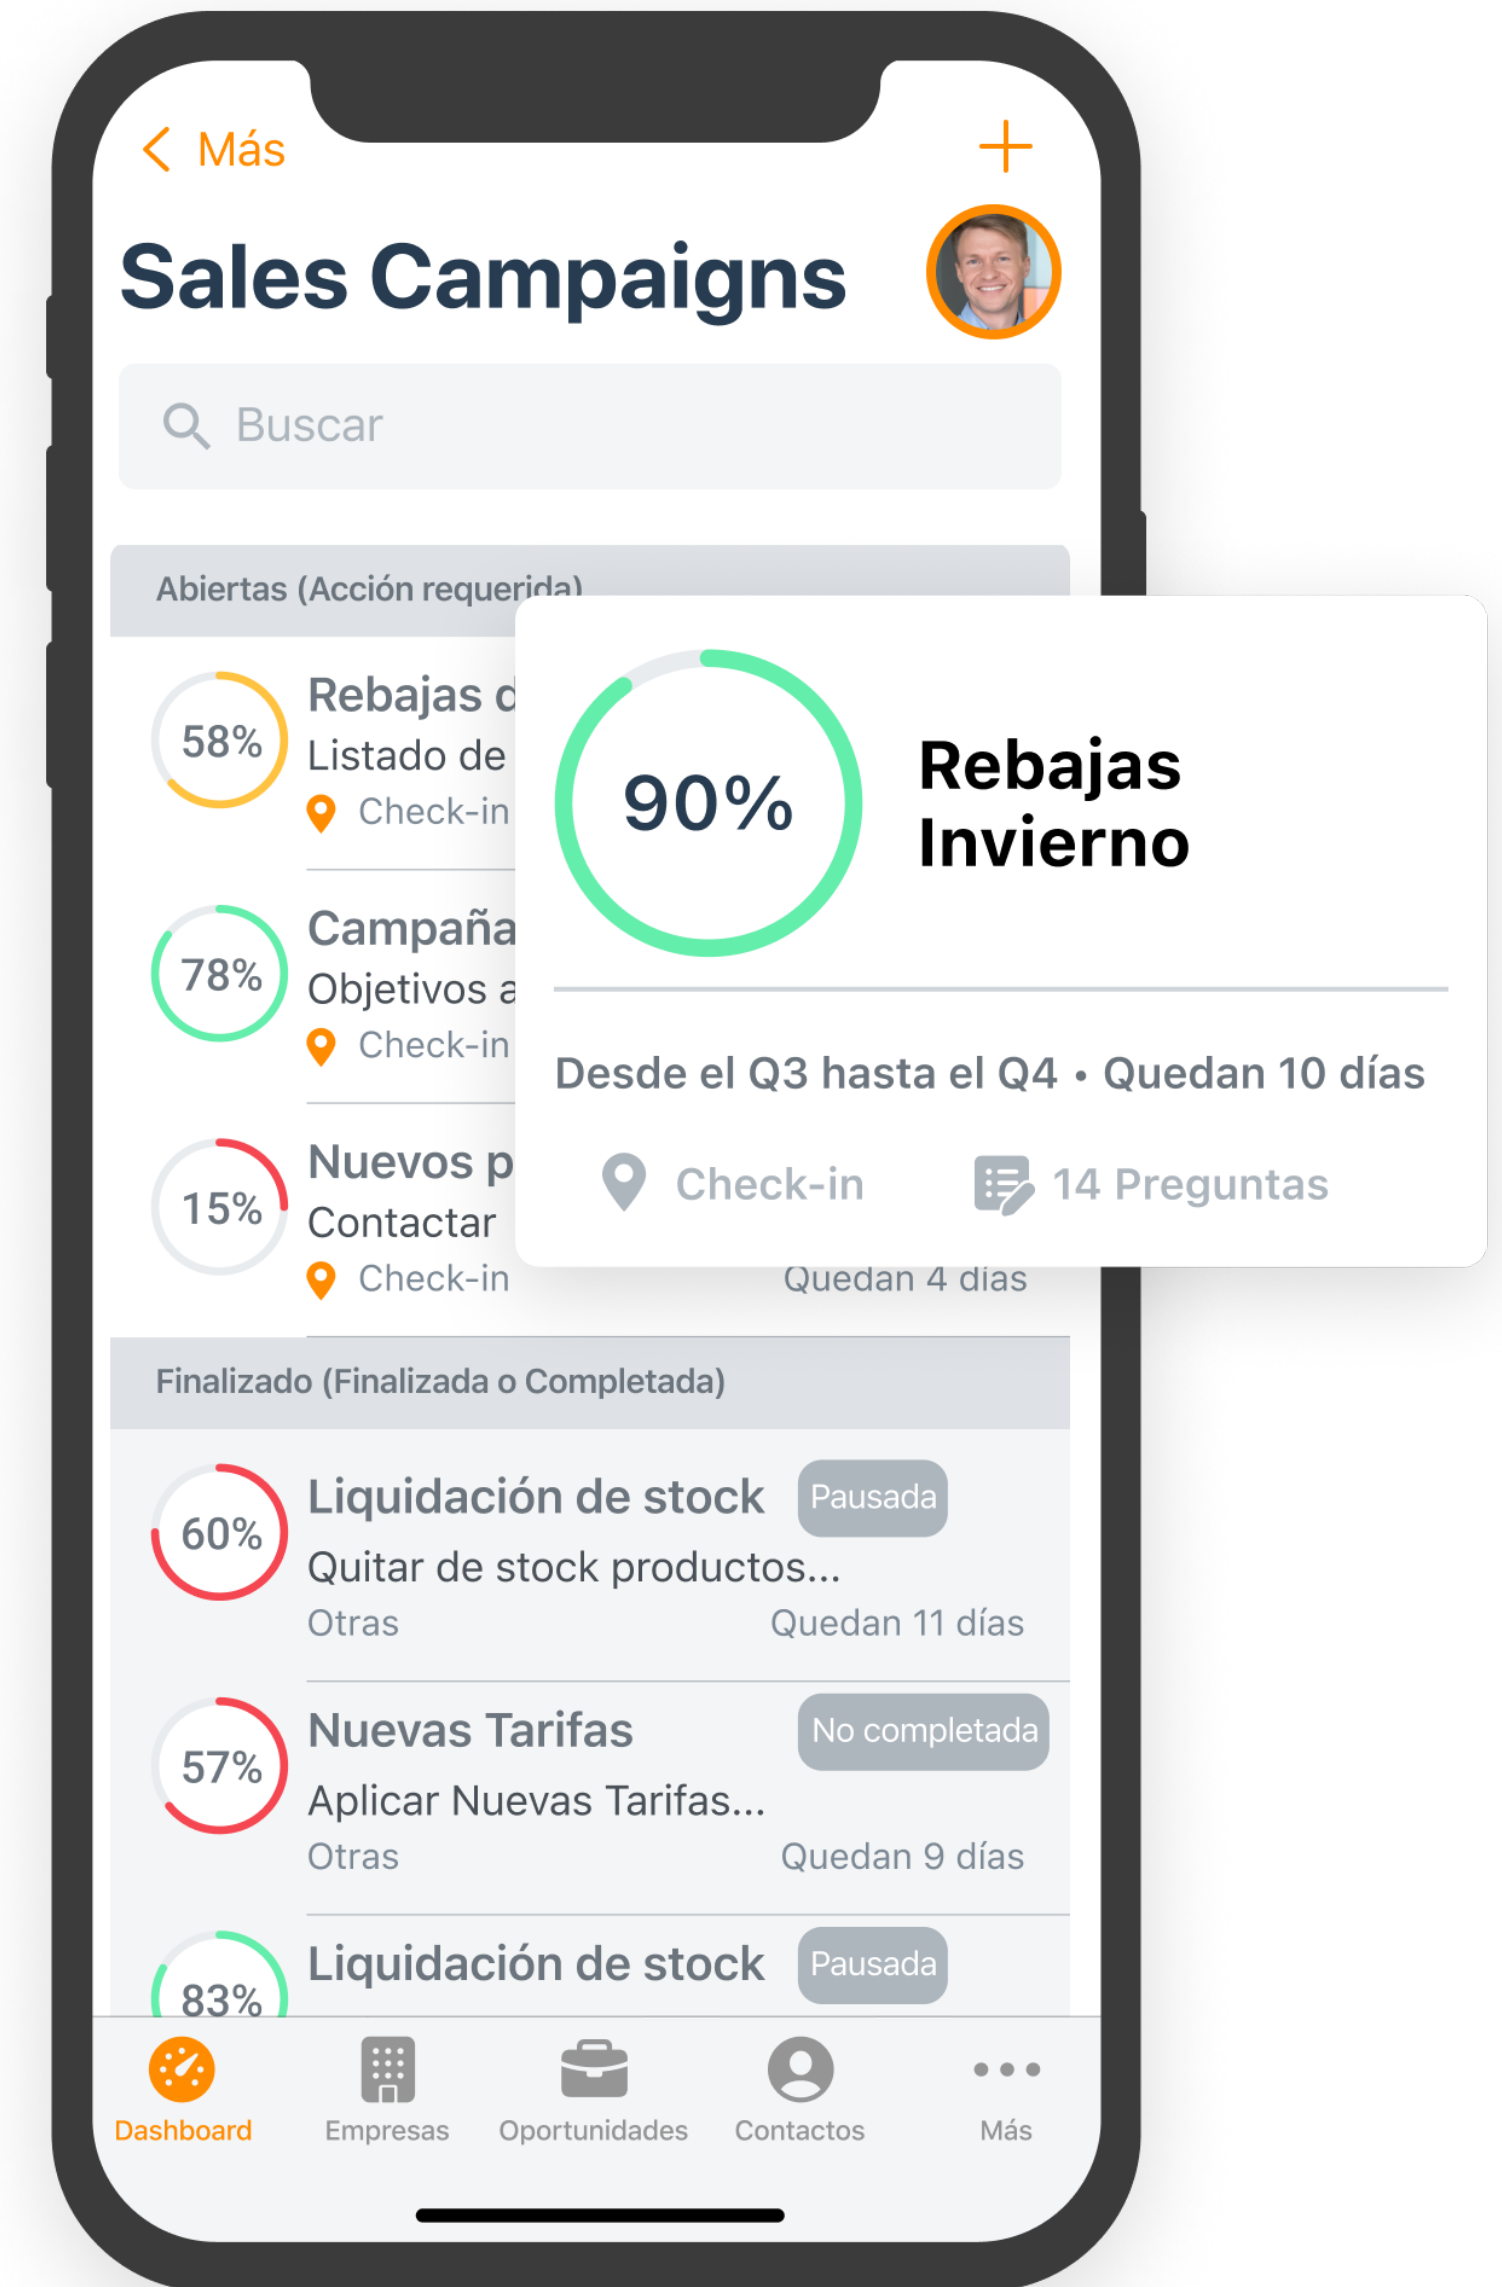 Más
Sales Campaigns
Buscar
Abiertas (Acción requerida)
58%
Rebajas
Listado de
Check-in
78%
Campaña
Objetivos
Check-in
15%
Nuevos
Contactar
Check-in
Quedan 4 días
90%
Rebajas
Invierno
Desde el Q3 hasta el Q4 • Quedan 10 días
Check-in
14 Preguntas
Finalizado (Finalizada o Completada)
60%
Liquidación de stock
Pausada
Quitar de stock productos...
Otras
Quedan 11 días
57%
Nuevas Tarifas
No completada
Aplicar Nuevas Tarifas...
Otras
Quedan 9 días
83%
Liquidación de stock
Pausada
Dashboard
Empresas
Oportunidades
Contactos
Más